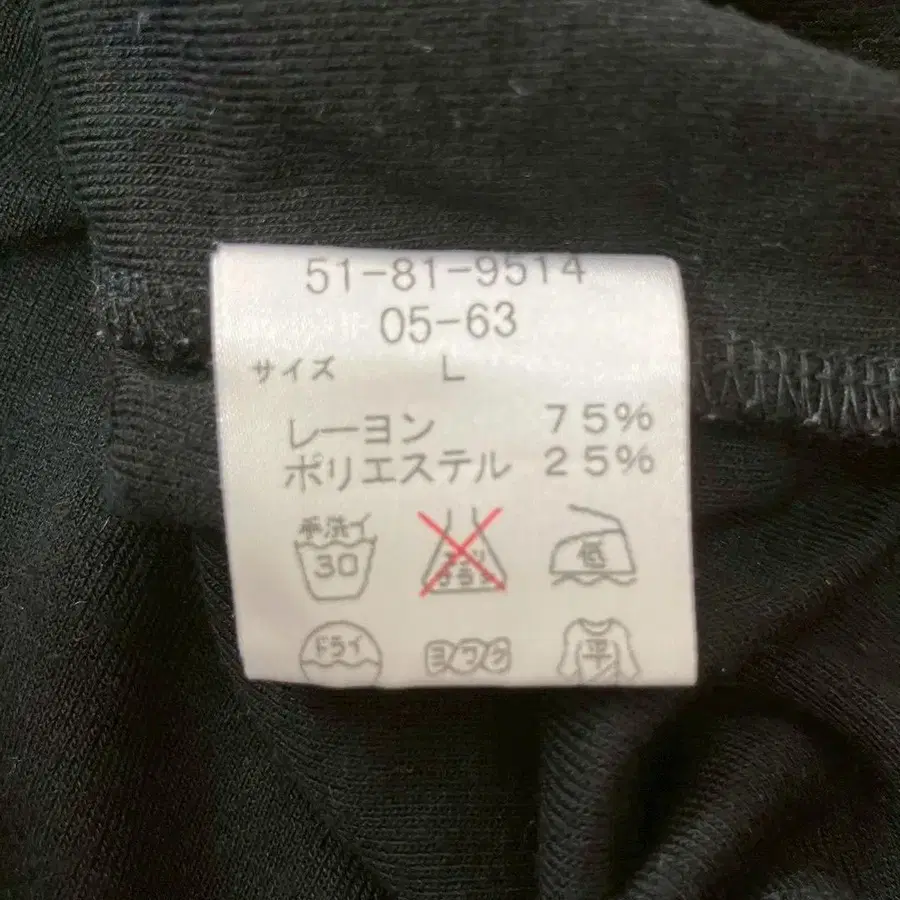 51-81-9514
05-63
サイズ L
レーヨン 75%
ポリエステル 25%
手洗イ
30
低
ドライ
ヨワク
平